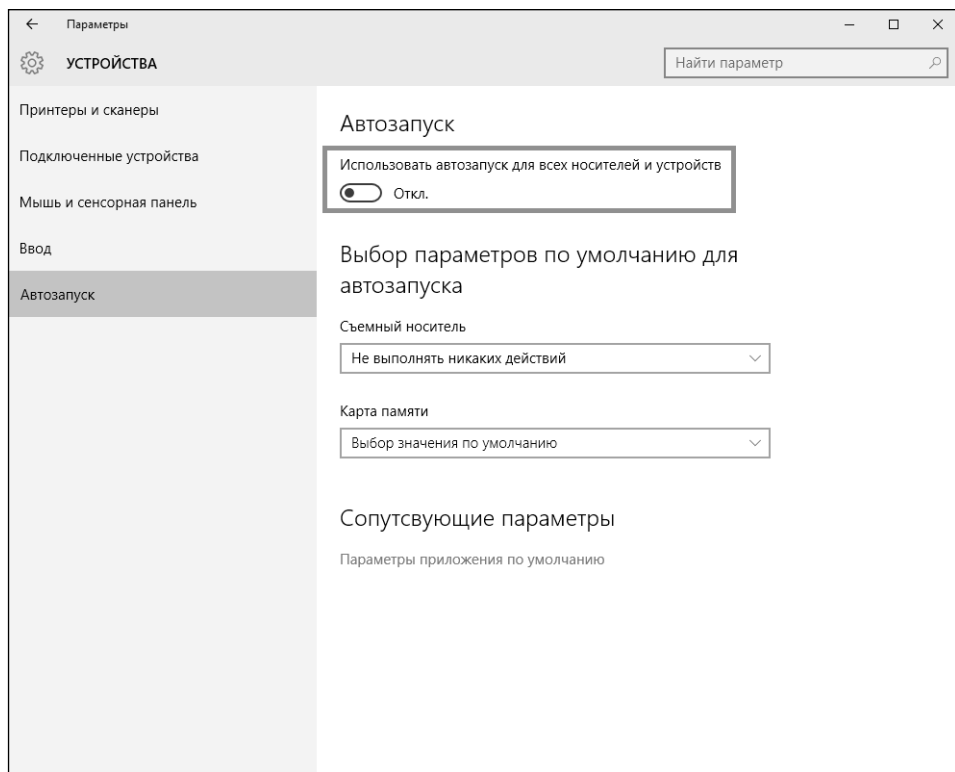 Параметры
УСТРОЙСТВА
Найти параметр
Принтеры и сканеры
Подключенные устройства
Мышь и сенсорная панель
Ввод
Автозапуск
Автозапуск
Использовать автозапуск для всех носителей и устройств
Откл.
Выбор параметров по умолчанию для
автозапуска
Съемный носитель
Не выполнять никаких действий
Карта памяти
Выбор значения по умолчанию
Сопутсвующие параметры
Параметры приложения по умолчанию